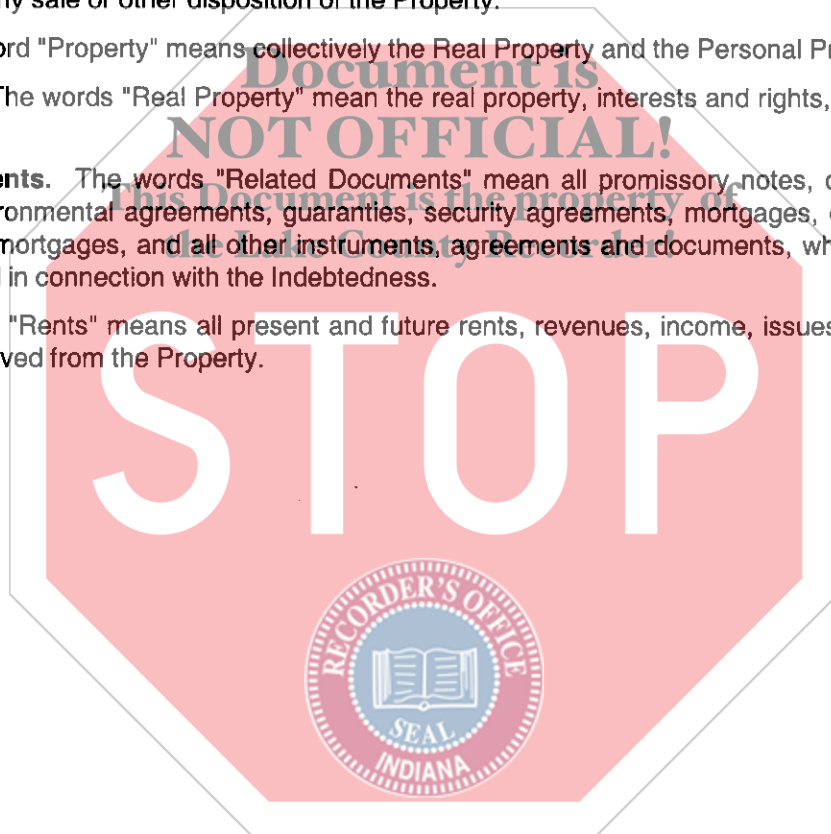 ny sale or other disposition of the Property.
ord "Property" means collectively the Real Property and the Personal Pr
Document is
The words "Real Property" mean the real property, interests and rights,
NOT OFFICIAL!
ents. The words "Related Documents" mean all promissory notes,
This Document is the property of
ronmental agreements, guaranties, security agreements, mortgages,
the Lake County Recorder!
mortgages, and all other instruments, agreements and documents, wh
in connection with the Indebtedness.
"Rents" means all present and future rents, revenues, income, issues
ved from the Property.
STOP
RECORDER'S OFFICE
SEAL
INDIANA